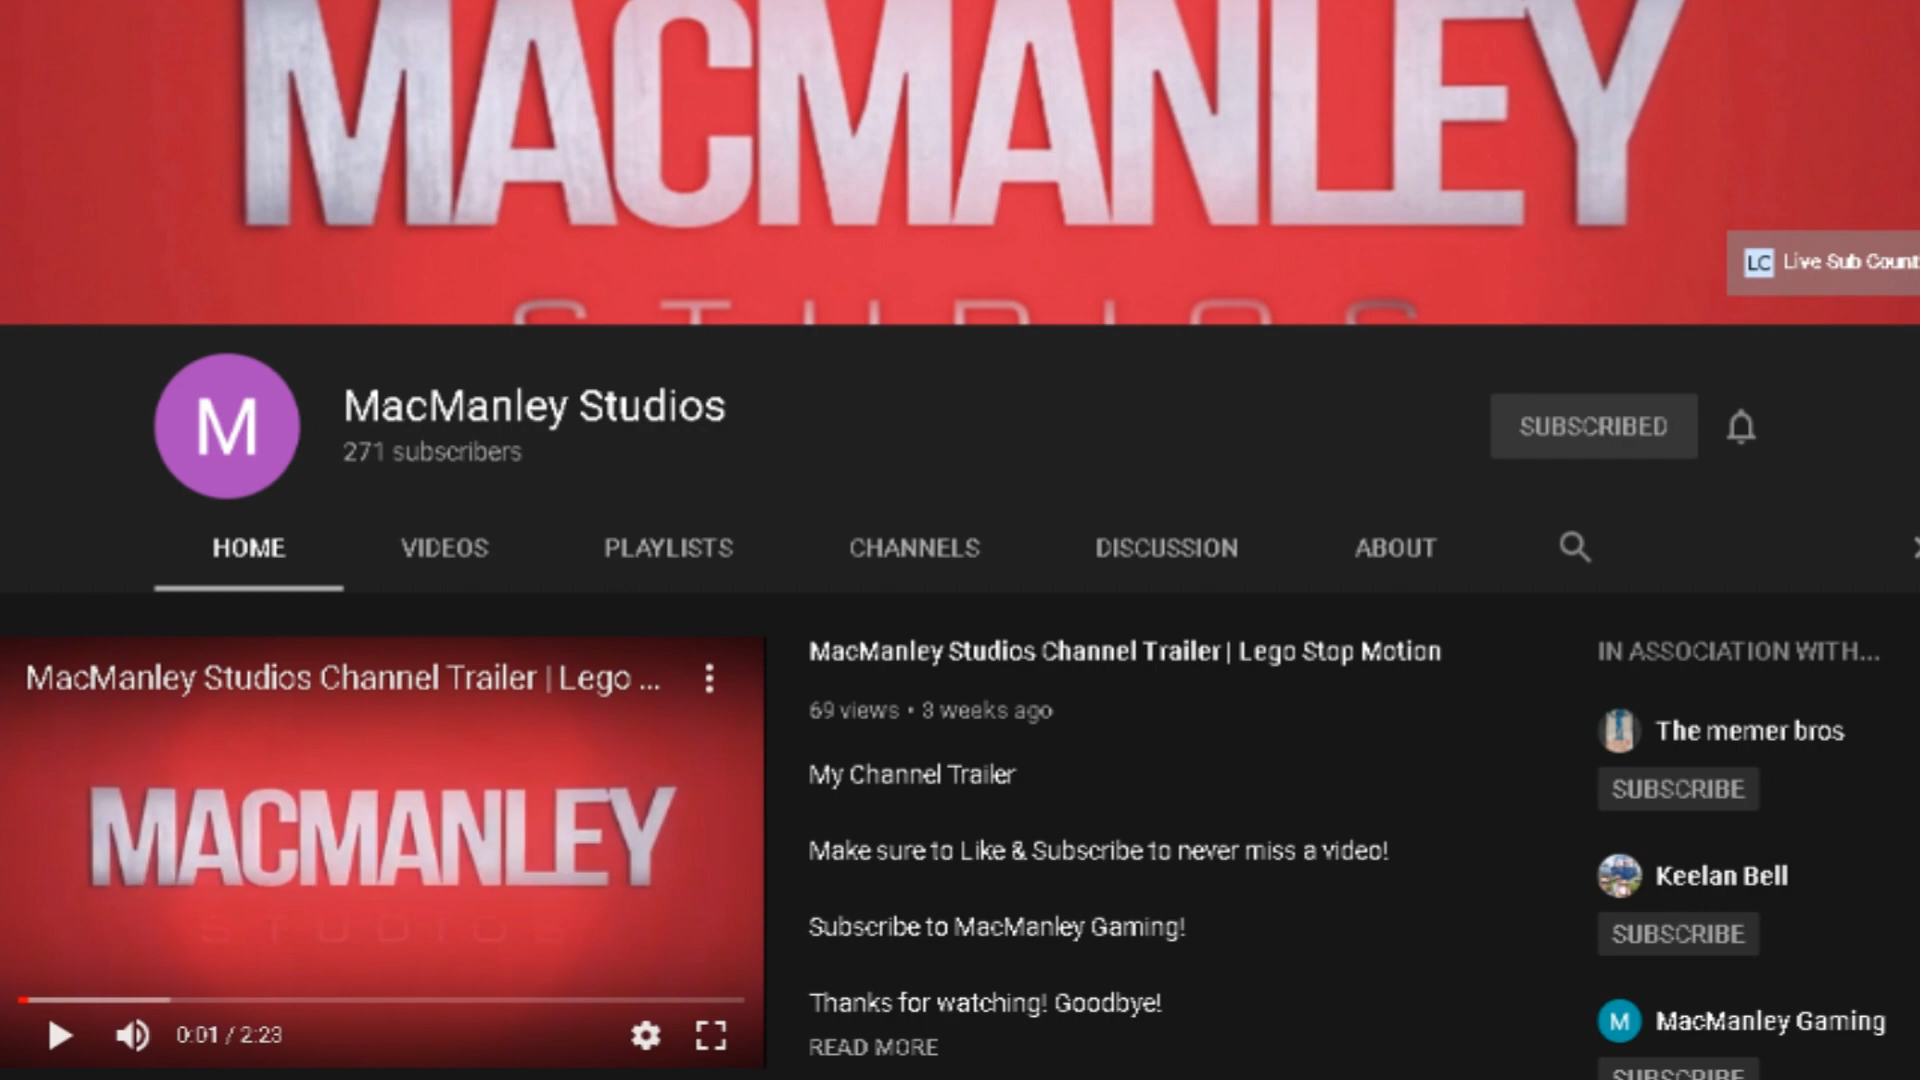 MACMANLEY
STUDIOS
LC Live Sub Count
M
MacManley Studios
271 subscribers
SUBSCRIBED
HOME
VIDEOS
PLAYLISTS
CHANNELS
DISCUSSION
ABOUT
MacManley Studios Channel Trailer | Lego ...
MACMANLEY
STUDIOS
0:01 / 2:23
MacManley Studios Channel Trailer | Lego Stop Motion
69 views • 3 weeks ago
My Channel Trailer
Make sure to Like & Subscribe to never miss a video!
Subscribe to MacManley Gaming!
Thanks for watching! Goodbye!
READ MORE
IN ASSOCIATION WITH...
The memer bros
SUBSCRIBE
Keelan Bell
SUBSCRIBE
M
MacManley Gaming
SUBSCRIBE